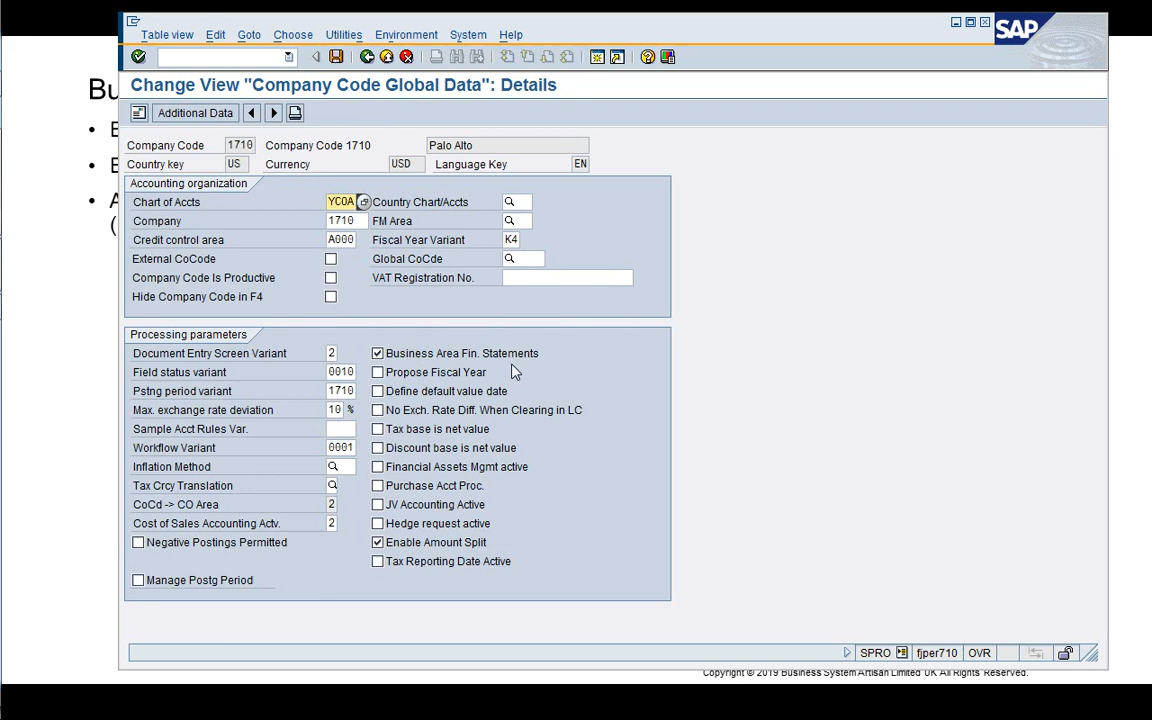 Table view Edit Goto Choose Utilities Environment System Help
SAP
Change View "Company Code Global Data": Details
Bu
Additional Data
• E
Company Code 1710 Company Code 1710 Palo Alto
• E
Country key US Currency USD Language Key EN
Accounting organization
• A
Chart of Accts YCOA Country Chart/Accts
(
Company 1710 FM Area
Credit control area A000 Fiscal Year Variant K4
External CoCode Global CoCde
Company Code Is Productive VAT Registration No.
Hide Company Code in F4
Processing parameters
Document Entry Screen Variant 2 Business Area Fin. Statements
Field status variant 0010 Propose Fiscal Year
Pstng period variant 1710 Define default value date
Max. exchange rate deviation 10 % No Exch. Rate Diff. When Clearing in LC
Sample Acct Rules Var. Tax base is net value
Workflow Variant 0001 Discount base is net value
Inflation Method Financial Assets Mgmt active
Tax Crcy Translation Purchase Acct Proc.
CoCd -> CO Area 2 JV Accounting Active
Cost of Sales Accounting Actv. 2 Hedge request active
Negative Postings Permitted Enable Amount Split
Tax Reporting Date Active
Manage Postg Period
SPRO fjper710 OVR
Copyright © 2019 Business System Artisan Limited UK All Rights Reserved.